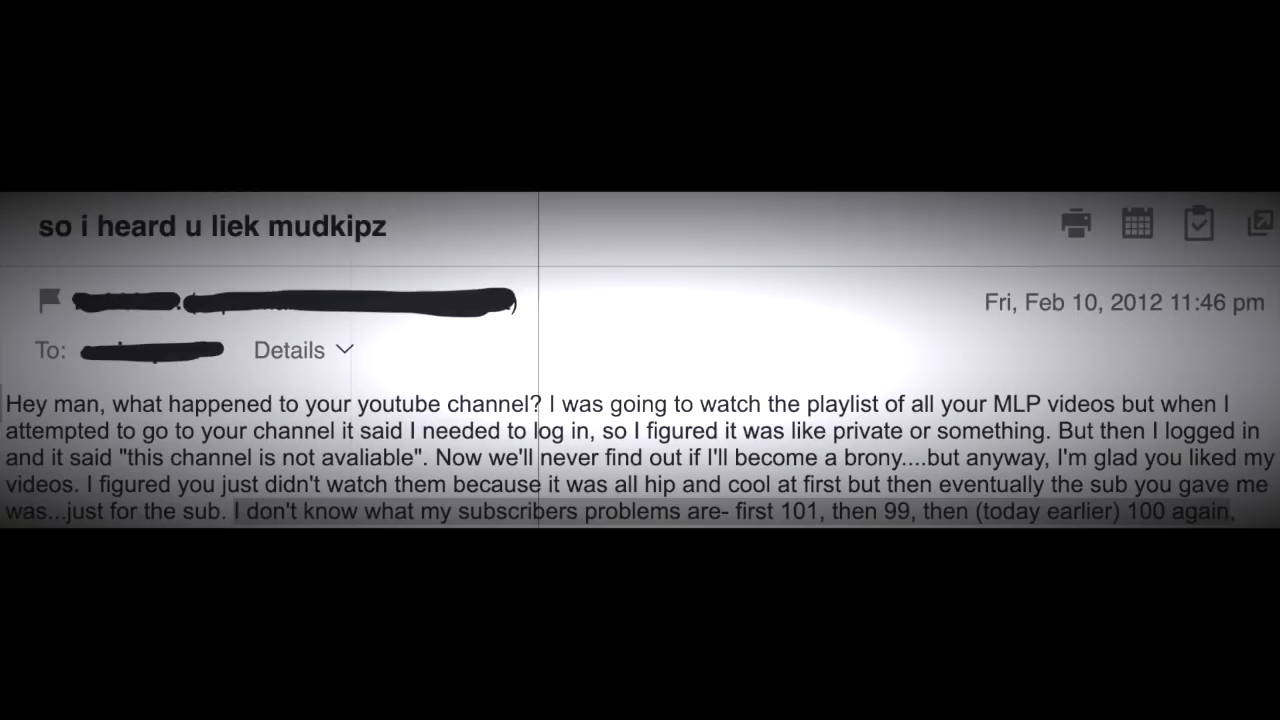 so i heard u liek mudkipz
Fri, Feb 10, 2012 11:46 pm
To: Details
Hey man, what happened to your youtube channel? I was going to watch the playlist of all your MLP videos but when I
attempted to go to your channel it said I needed to log in, so I figured it was like private or something. But then I logged in
and it said "this channel is not avaliable". Now we'll never find out if I'll become a brony....but anyway, I'm glad you liked my
videos. I figured you just didn't watch them because it was all hip and cool at first but then eventually the sub you gave me
was...just for the sub. I don't know what my subscribers problems are- first 101, then 99, then (today earlier) 100 again,